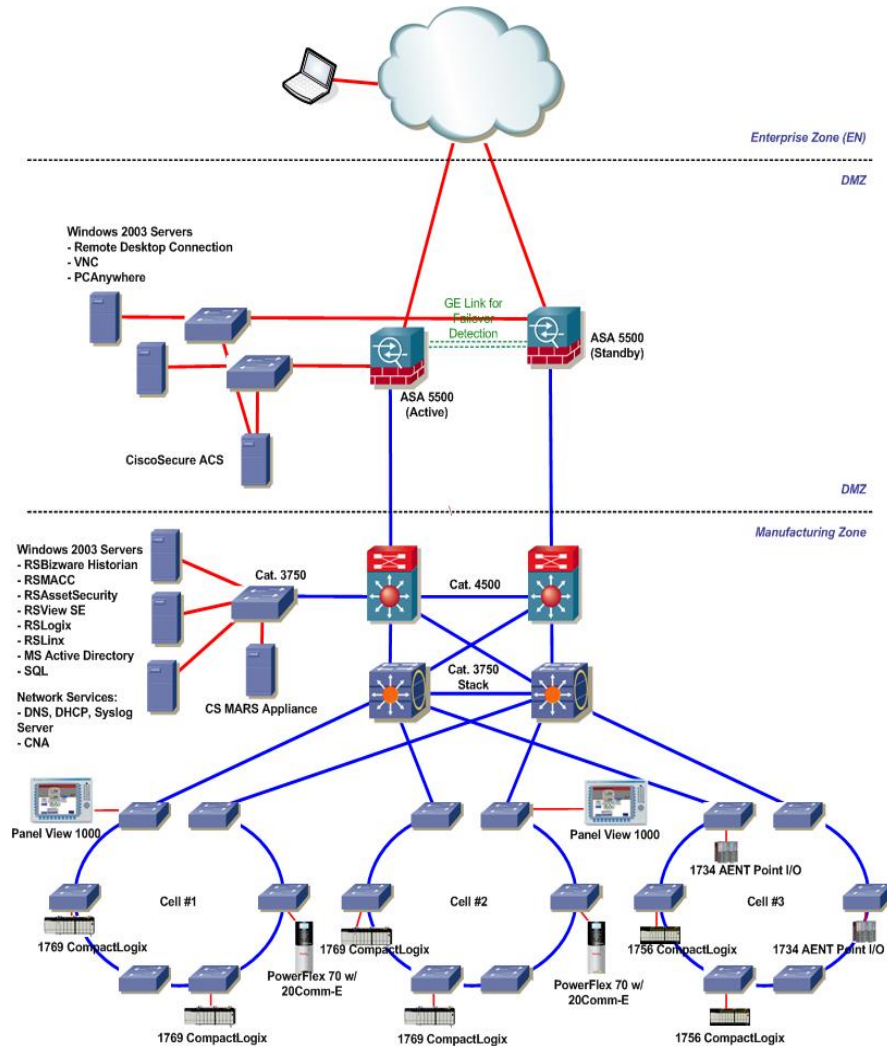 Enterprise Zone (EN)
DMZ
Windows 2003 Servers
- Remote Desktop Connection
- VNC
- PCAnywhere
GE Link for
Failover
Detection
ASA 5500
(Standby)
ASA 5500
(Active)
CiscoSecure ACS
DMZ
Manufacturing Zone
Windows 2003 Servers
- RSBizware Historian
- RSMACC
- RSAssetSecurity
- RSView SE
- RSLogix
- RSLinx
- MS Active Directory
- SQL
Network Services:
- DNS, DHCP, Syslog
Server
- CNA
Cat. 3750
Cat. 4500
Cat. 3750
Stack
CS MARS Appliance
Panel View 1000
Panel View 1000
1734 AENT Point I/O
Cell #1
Cell #2
Cell #3
1769 CompactLogix
PowerFlex 70 w/
20Comm-E
1769 CompactLogix
PowerFlex 70 w/
20Comm-E
1756 CompactLogix
1734 AENT Point I/O
1769 CompactLogix
1769 CompactLogix
1756 CompactLogix